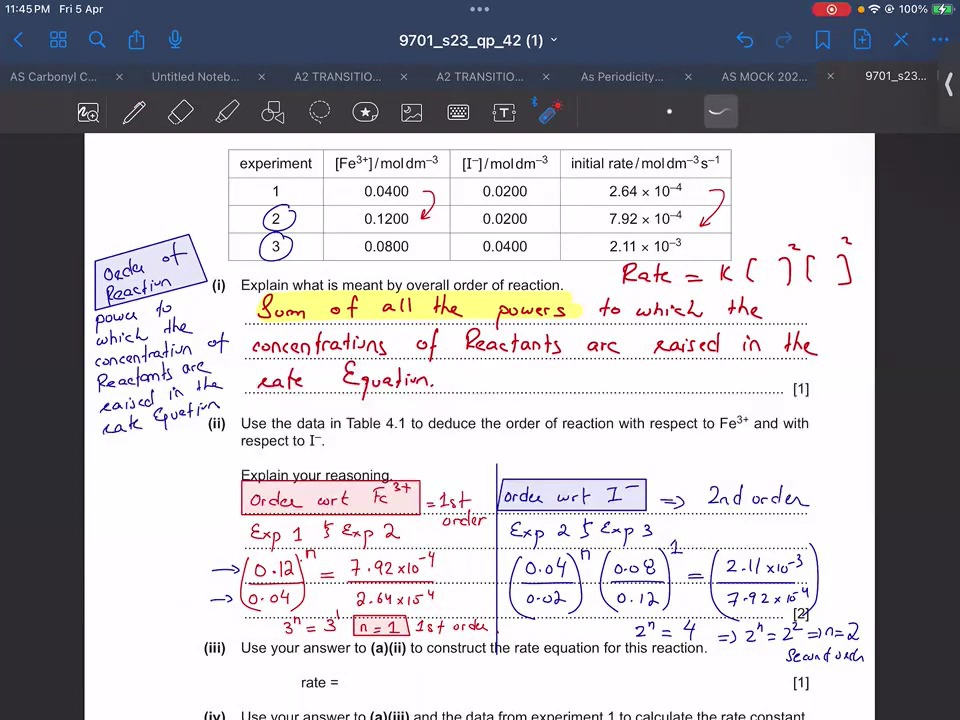 11:45 PM Fri 5 Apr
100%
9701_s23_qp_42 (1)
AS Carbonyl C...
Untitled Noteb...
A2 TRANSITIO...
A2 TRANSITIO...
As Periodicity...
AS MOCK 202...
9701_s23_...
experiment [Fe³⁺]/mol dm⁻³ [I⁻]/mol dm⁻³ initial rate/mol dm⁻³ s⁻¹
1 0.0400 0.0200 2.64 × 10⁻⁴
2 0.1200 0.0200 7.92 × 10⁻⁴
3 0.0800 0.0400 2.11 × 10⁻³
Order of
Reaction
power to
which the
concentration of
Reactants are
raised in the
rate Equation
Rate = K [ ]² [ ]²
(i) Explain what is meant by overall order of reaction.
Sum of all the powers to which the
concentrations of Reactants are raised in the
rate Equation.
[1]
(ii) Use the data in Table 4.1 to deduce the order of reaction with respect to Fe³⁺ and with
respect to I⁻.
Explain your reasoning.
Order wrt Fe³⁺ = 1st
order
Exp 1 & Exp 2
(0.12/0.04)ⁿ = 7.92×10⁻⁴/2.64×10⁻⁴
3ⁿ = 3¹ n = 1 1st order
order wrt I⁻ => 2nd order
Exp 2 & Exp 3
(0.04/0.02)ⁿ (0.08/0.12)¹ = (2.11×10⁻³/7.92×10⁻⁴)
[2]
2ⁿ = 4 => 2ⁿ = 2² => n = 2
Second order
(iii) Use your answer to (a)(ii) to construct the rate equation for this reaction.
rate =
[1]
(iv) Use your answer to (a)(iii) and the data from experiment 1 to calculate the rate constant